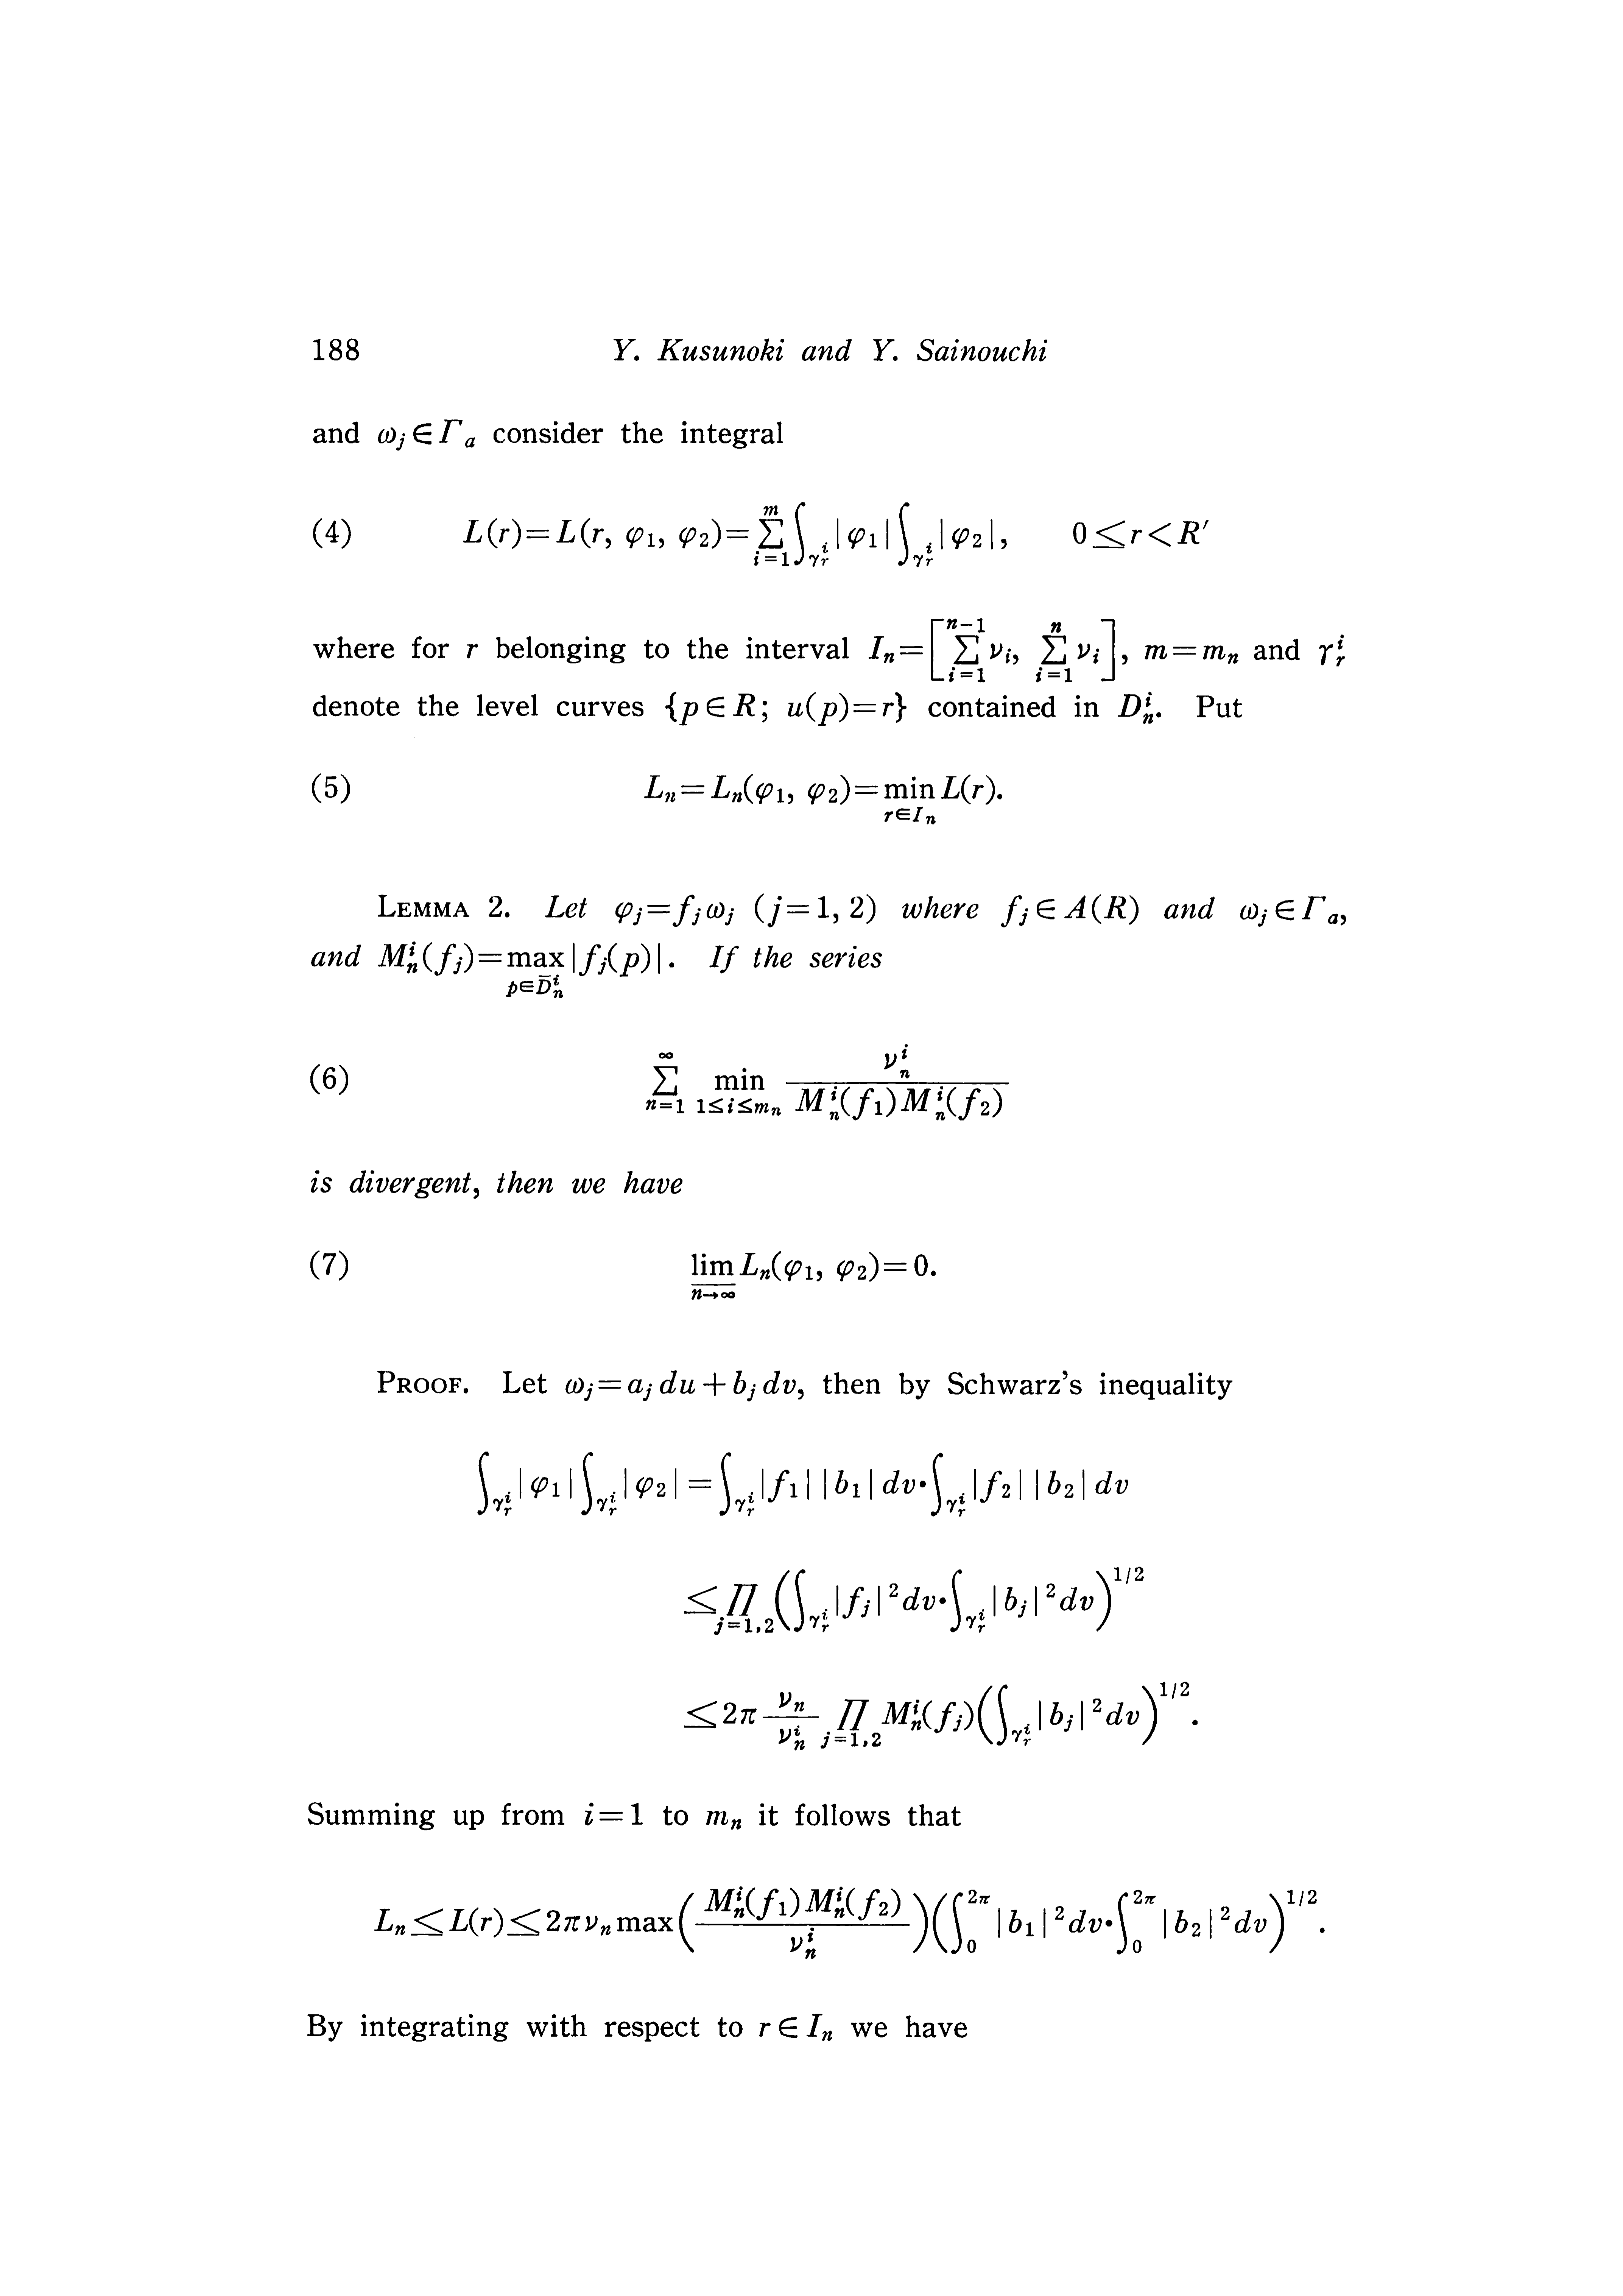 188 Y. Kusunoki and Y. Sainouchi
and $\omega_j \in \Gamma_a$ consider the integral
(4) $L(r)=L(r, \varphi_1, \varphi_2)=\sum_{i=1}^{m}\int_{\gamma_r^i}|\varphi_1|\int_{\gamma_r^i}|\varphi_2|, \quad 0\leq r<R'$
where for $r$ belonging to the interval $I_n=\left[\sum_{i=1}^{n-1}\nu_i, \sum_{i=1}^{n}\nu_i\right]$, $m=m_n$ and $\gamma_r^i$
denote the level curves $\{p\in R; u(p)=r\}$ contained in $D_n^i$. Put
(5) $L_n=L_n(\varphi_1, \varphi_2)=\min_{r\in I_n}L(r).$
LEMMA 2. Let $\varphi_j=f_j\omega_j$ $(j=1, 2)$ where $f_j\in A(R)$ and $\omega_j\in\Gamma_a$,
and $M_n^i(f_j)=\max_{p\in\bar{D}_n^i}|f_j(p)|$. If the series
(6) $\sum_{n=1}^{\infty}\min_{1\leq i\leq m_n}\frac{\nu_n^i}{M_n^i(f_1)M_n^i(f_2)}$
is divergent, then we have
(7) $\varliminf_{n\to\infty}L_n(\varphi_1, \varphi_2)=0.$
PROOF. Let $\omega_j=a_j\,du+b_j\,dv$, then by Schwarz's inequality
$\int_{\gamma_r^i}|\varphi_1|\int_{\gamma_r^i}|\varphi_2|=\int_{\gamma_r^i}|f_1||b_1|dv\cdot\int_{\gamma_r^i}|f_2||b_2|dv$
$\leq\prod_{j=1,2}\left(\int_{\gamma_r^i}|f_j|^2dv\cdot\int_{\gamma_r^i}|b_j|^2dv\right)^{1/2}$
$\leq 2\pi\frac{\nu_n}{\nu_n^i}\prod_{j=1,2}M_n^i(f_j)\left(\int_{\gamma_r^i}|b_j|^2dv\right)^{1/2}.$
Summing up from $i=1$ to $m_n$ it follows that
$L_n\leq L(r)\leq 2\pi\nu_n\max\left(\frac{M_n^i(f_1)M_n^i(f_2)}{\nu_n^i}\right)\left(\int_0^{2\pi}|b_1|^2dv\cdot\int_0^{2\pi}|b_2|^2dv\right)^{1/2}.$
By integrating with respect to $r\in I_n$ we have